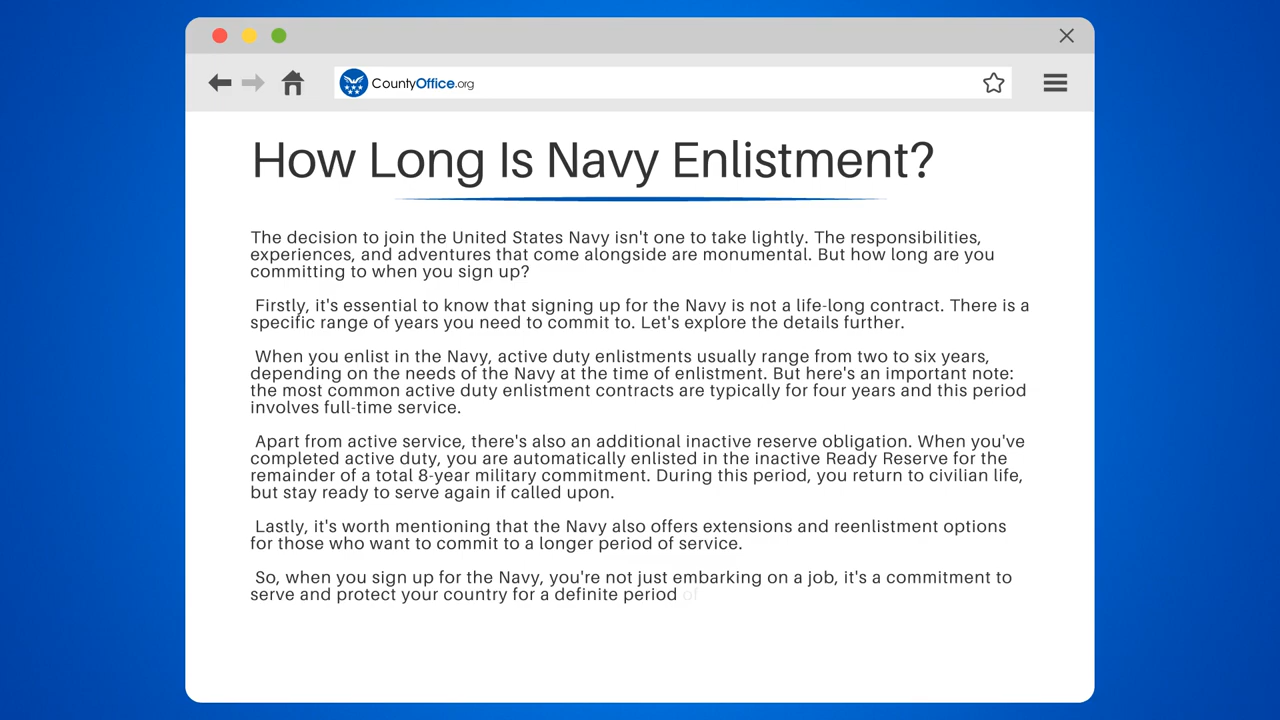 CountyOffice.org
How Long Is Navy Enlistment?
The decision to join the United States Navy isn't one to take lightly. The responsibilities,
experiences, and adventures that come alongside are monumental. But how long are you
committing to when you sign up?
Firstly, it's essential to know that signing up for the Navy is not a life-long contract. There is a
specific range of years you need to commit to. Let's explore the details further.
When you enlist in the Navy, active duty enlistments usually range from two to six years,
depending on the needs of the Navy at the time of enlistment. But here's an important note:
the most common active duty enlistment contracts are typically for four years and this period
involves full-time service.
Apart from active service, there's also an additional inactive reserve obligation. When you've
completed active duty, you are automatically enlisted in the inactive Ready Reserve for the
remainder of a total 8-year military commitment. During this period, you return to civilian life,
but stay ready to serve again if called upon.
Lastly, it's worth mentioning that the Navy also offers extensions and reenlistment options
for those who want to commit to a longer period of service.
So, when you sign up for the Navy, you're not just embarking on a job, it's a commitment to
serve and protect your country for a definite period of